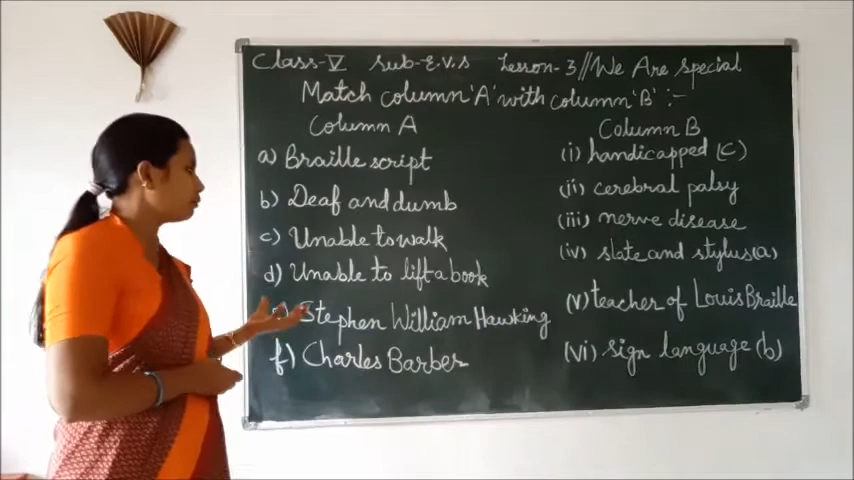 Class-V Sub-E.V.S Lesson-3//We Are Special
Match column 'A' with column 'B' :-
Column A Column B
a) Braille script (i) handicapped (c)
b) Deaf and dumb (ii) cerebral palsy
c) Unable to walk (iii) nerve disease
d) Unable to lift a book (iv) slate and stylus (a)
Stephen William Hawking (v) teacher of Louis Braille
f) Charles Barber (vi) sign language (b)